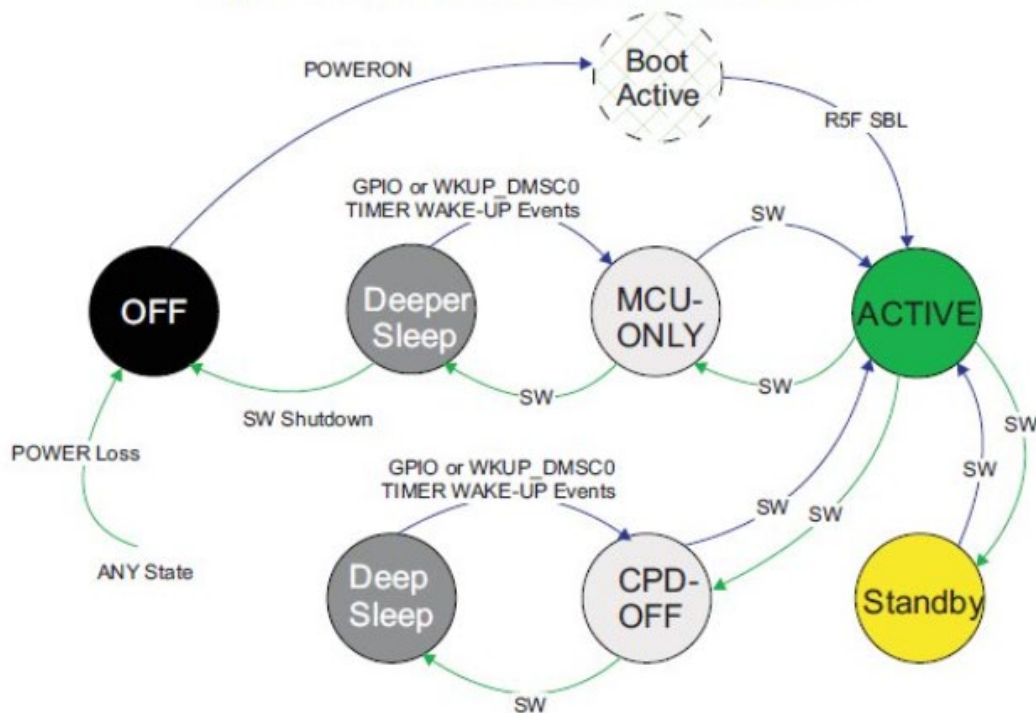 POWERON
Boot
Active
R5F SBL
GPIO or WKUP_DMSC0
TIMER WAKE-UP Events
SW
OFF
Deeper
Sleep
MCU-
ONLY
ACTIVE
SW
SW
SW Shutdown
SW
POWER Loss
GPIO or WKUP_DMSC0
TIMER WAKE-UP Events
SW
SW
SW
ANY State
Deep
Sleep
CPD-
OFF
Standby
SW